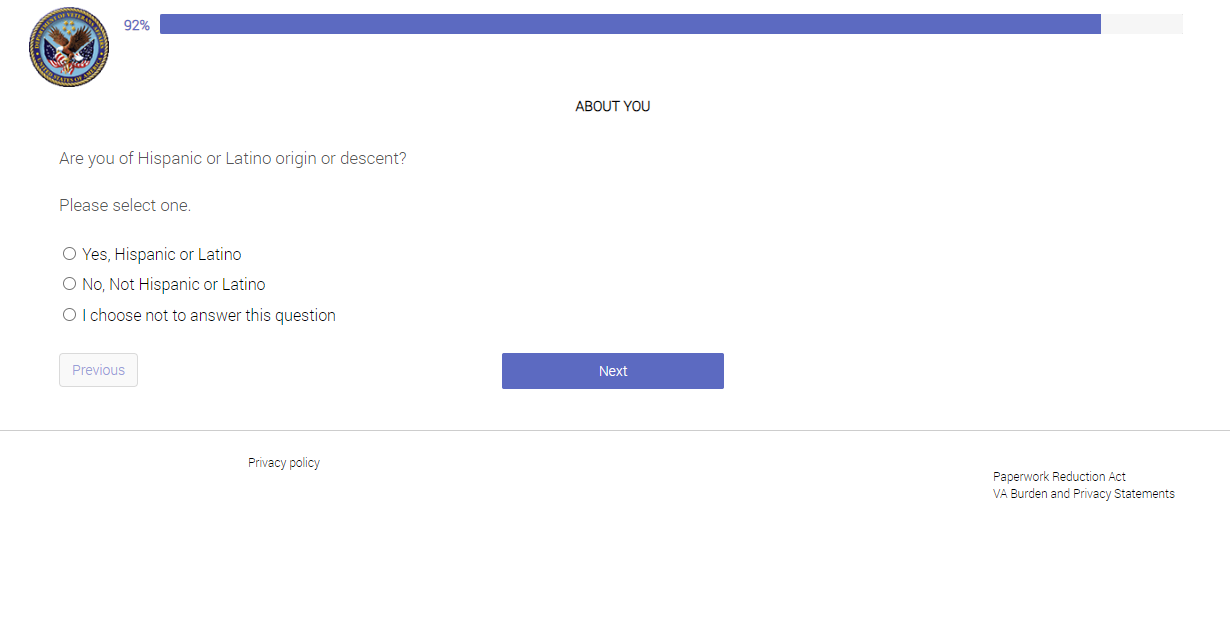 92%
ABOUT YOU
Are you of Hispanic or Latino origin or descent?
Please select one.
Yes, Hispanic or Latino
No, Not Hispanic or Latino
I choose not to answer this question
Previous
Next
Privacy policy
Paperwork Reduction Act
VA Burden and Privacy Statements